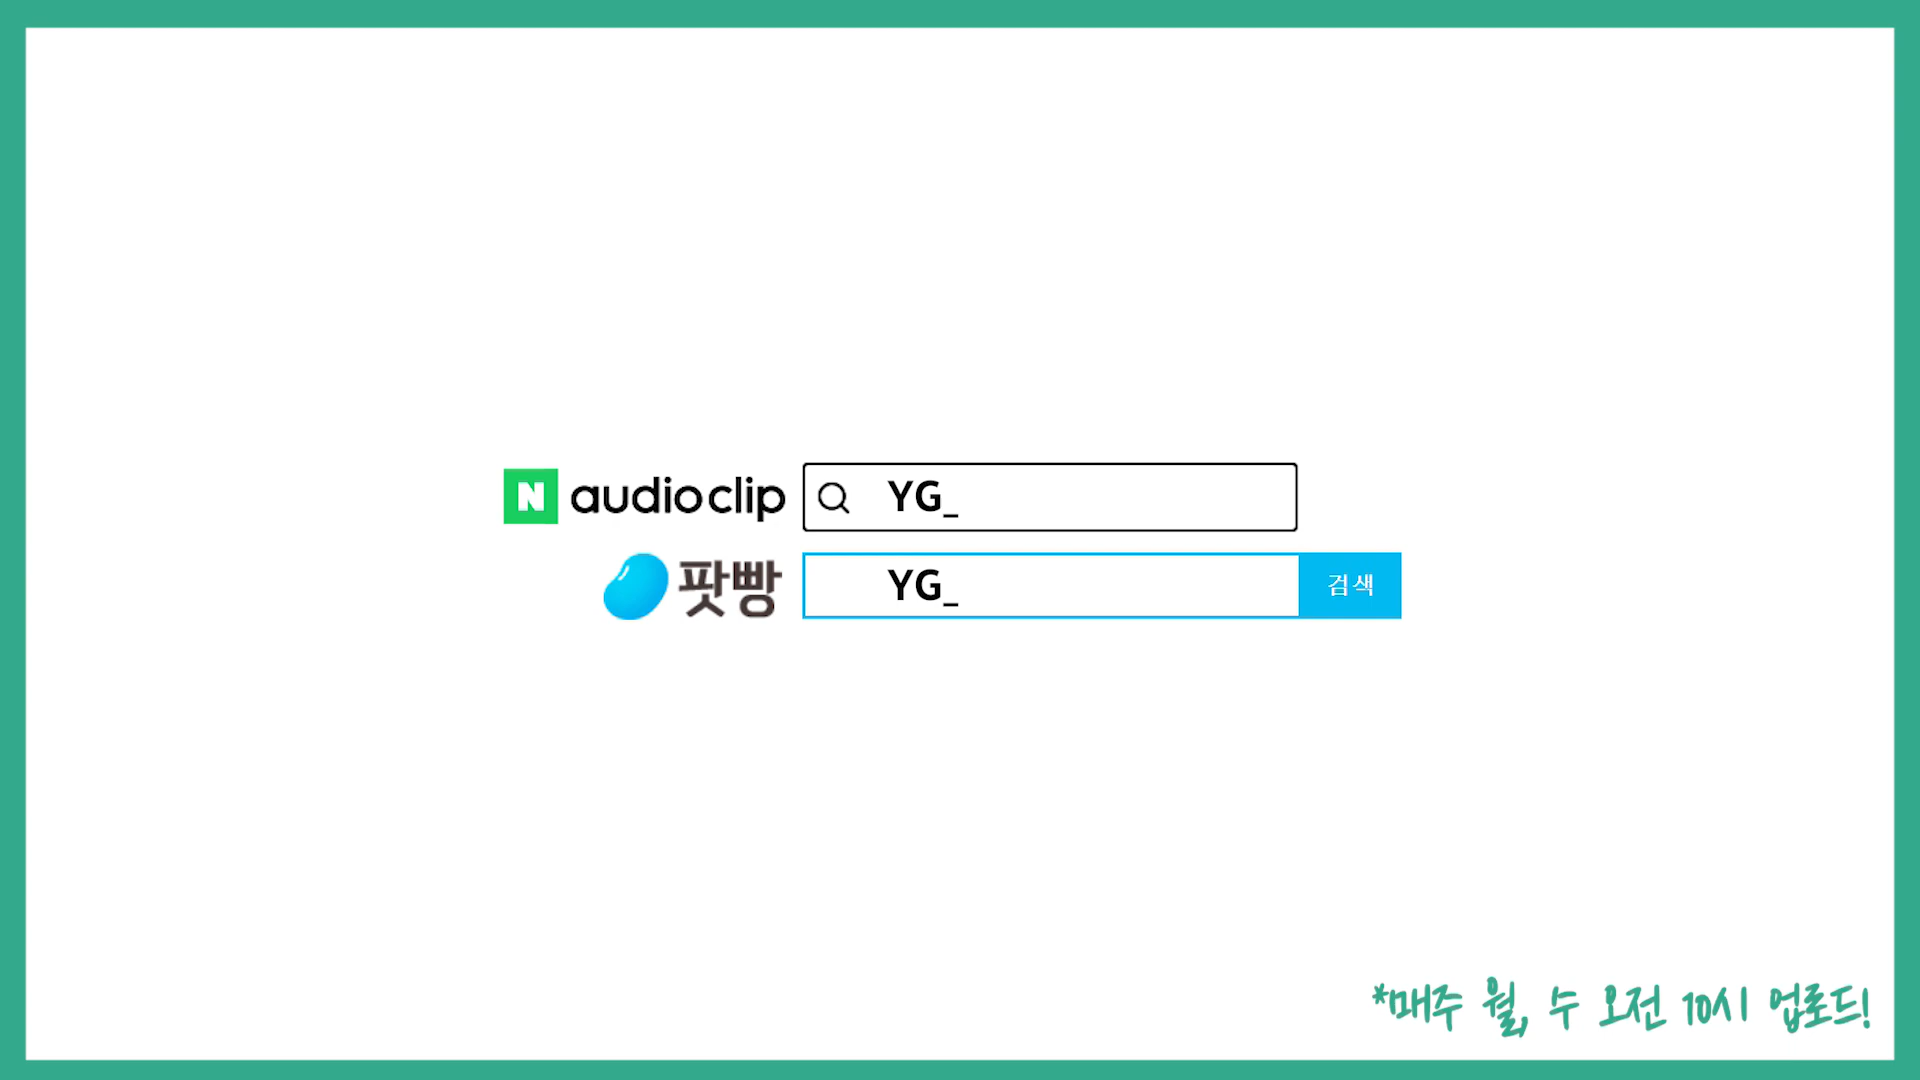 N audioclip YG_
팟빵 YG_ 검색
*매주 월, 수 오전 10시 업로드!